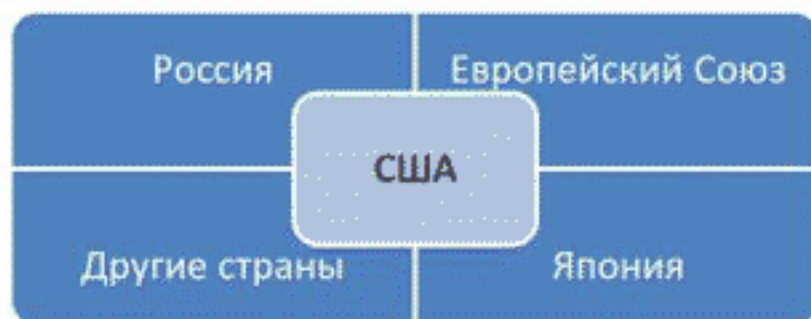 Россия
Европейский Союз
США
Другие страны
Япония